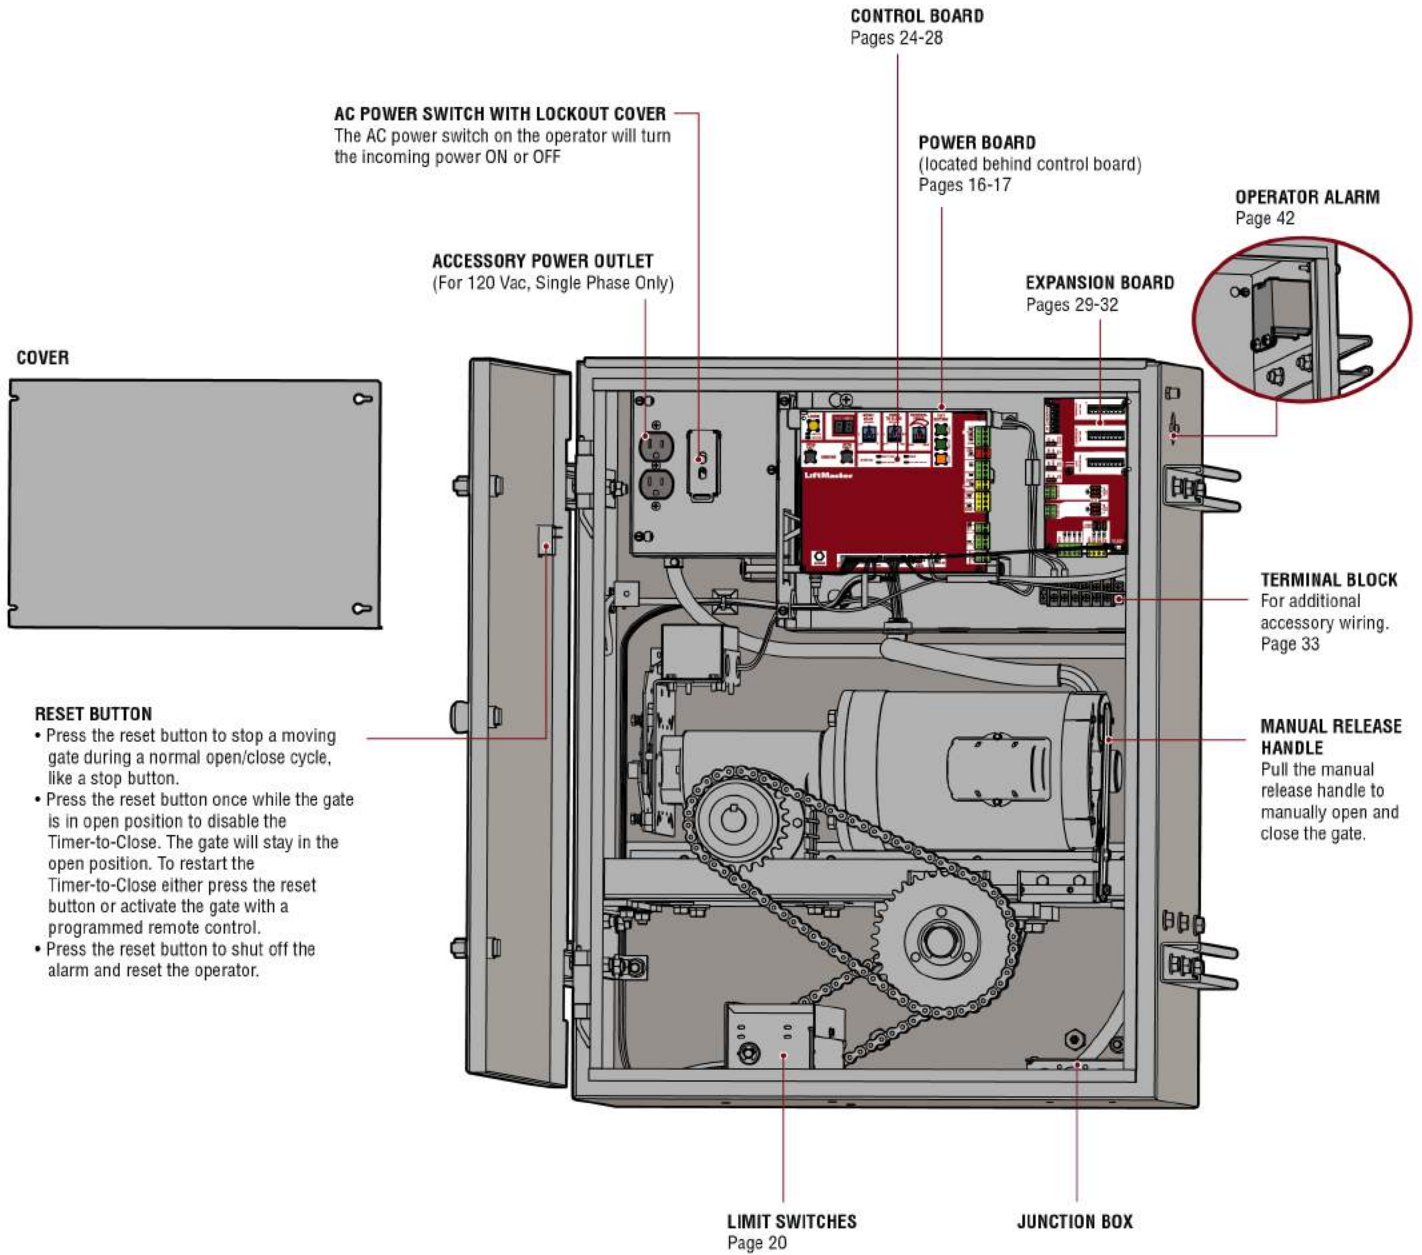 CONTROL BOARD
Pages 24-28
AC POWER SWITCH WITH LOCKOUT COVER
The AC power switch on the operator will turn
the incoming power ON or OFF
POWER BOARD
(located behind control board)
Pages 16-17
OPERATOR ALARM
Page 42
ACCESSORY POWER OUTLET
(For 120 Vac, Single Phase Only)
EXPANSION BOARD
Pages 29-32
COVER
LiftMaster
TERMINAL BLOCK
For additional
accessory wiring.
Page 33
RESET BUTTON
• Press the reset button to stop a moving
gate during a normal open/close cycle,
like a stop button.
• Press the reset button once while the gate
is in open position to disable the
Timer-to-Close. The gate will stay in the
open position. To restart the
Timer-to-Close either press the reset
button or activate the gate with a
programmed remote control.
• Press the reset button to shut off the
alarm and reset the operator.
MANUAL RELEASE
HANDLE
Pull the manual
release handle to
manually open and
close the gate.
LIMIT SWITCHES
Page 20
JUNCTION BOX